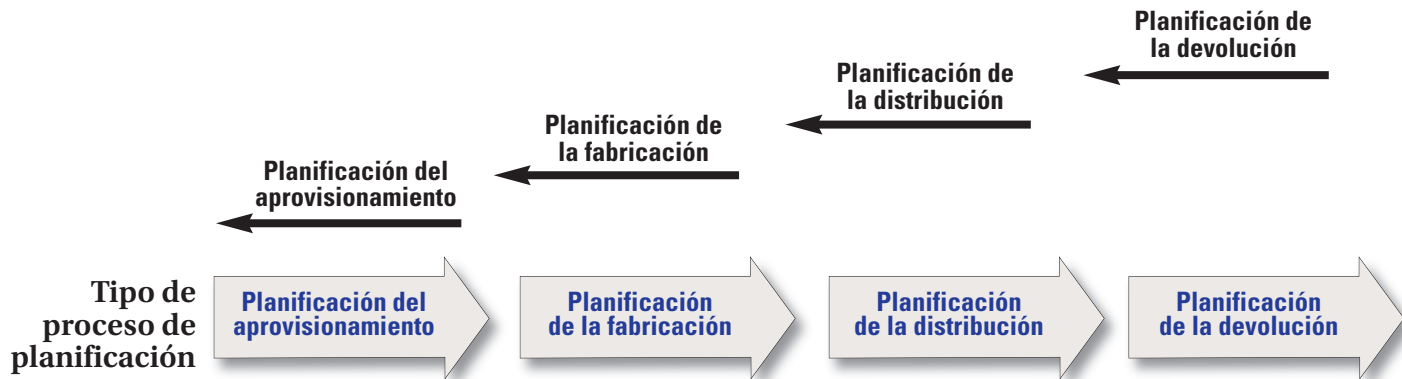 Planificación de
la devolución
Planificación de
la distribución
Planificación de
la fabricación
Planificación del
aprovisionamiento
Tipo de
proceso de
planificación
Planificación del
aprovisionamiento
Planificación
de la fabricación
Planificación
de la distribución
Planificación
de la devolución